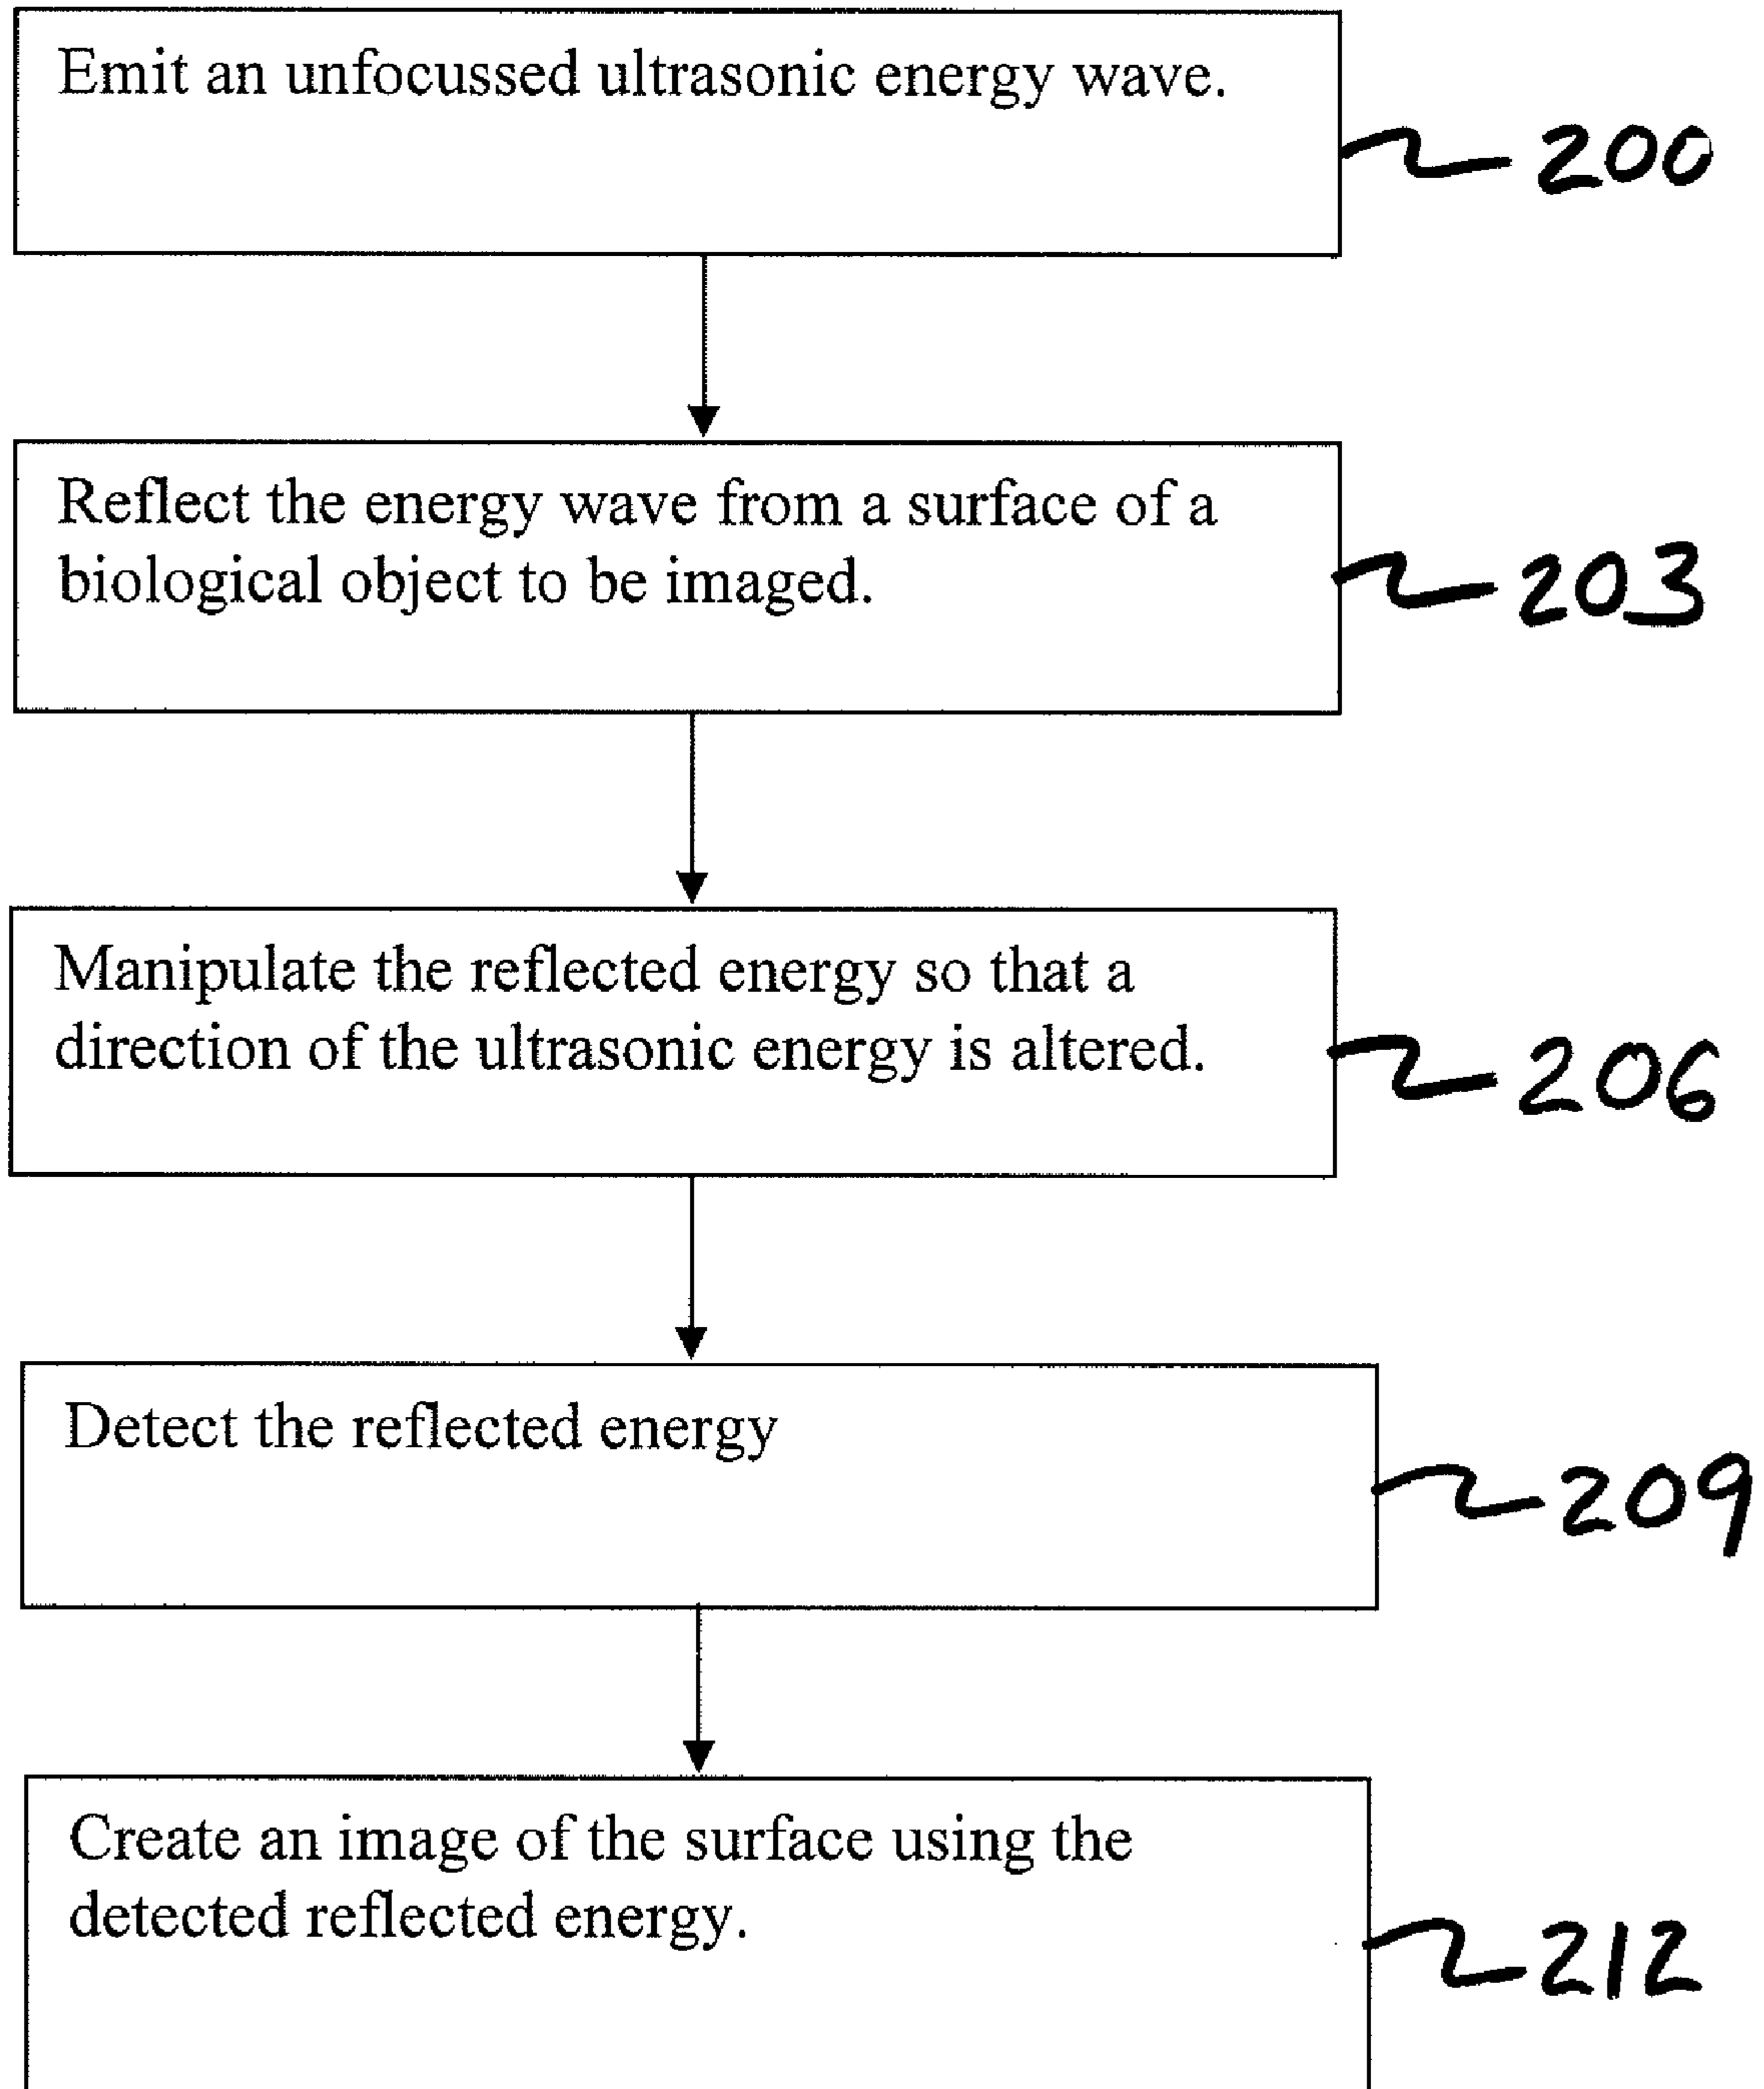 Emit an unfocussed ultrasonic energy wave.
200
Reflect the energy wave from a surface of a
biological object to be imaged.
203
Manipulate the reflected energy so that a
direction of the ultrasonic energy is altered.
206
Detect the reflected energy
209
Create an image of the surface using the
detected reflected energy.
212